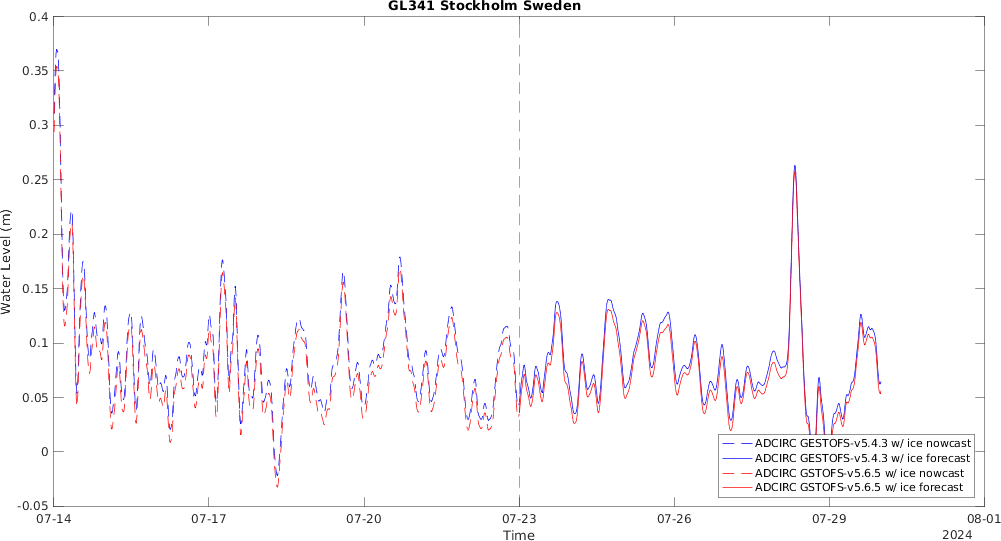 GL341 Stockholm Sweden
0.4
0.35
0.3
0.25
0.2
0.15
0.1
0.05
0
-0.05
Water Level (m)
07-14 07-17 07-20 07-23 07-26 07-29 08-01
Time
2024
ADCIRC GESTOFS-v5.4.3 w/ ice nowcast
ADCIRC GESTOFS-v5.4.3 w/ ice forecast
ADCIRC GSTOFS-v5.6.5 w/ ice nowcast
ADCIRC GSTOFS-v5.6.5 w/ ice forecast